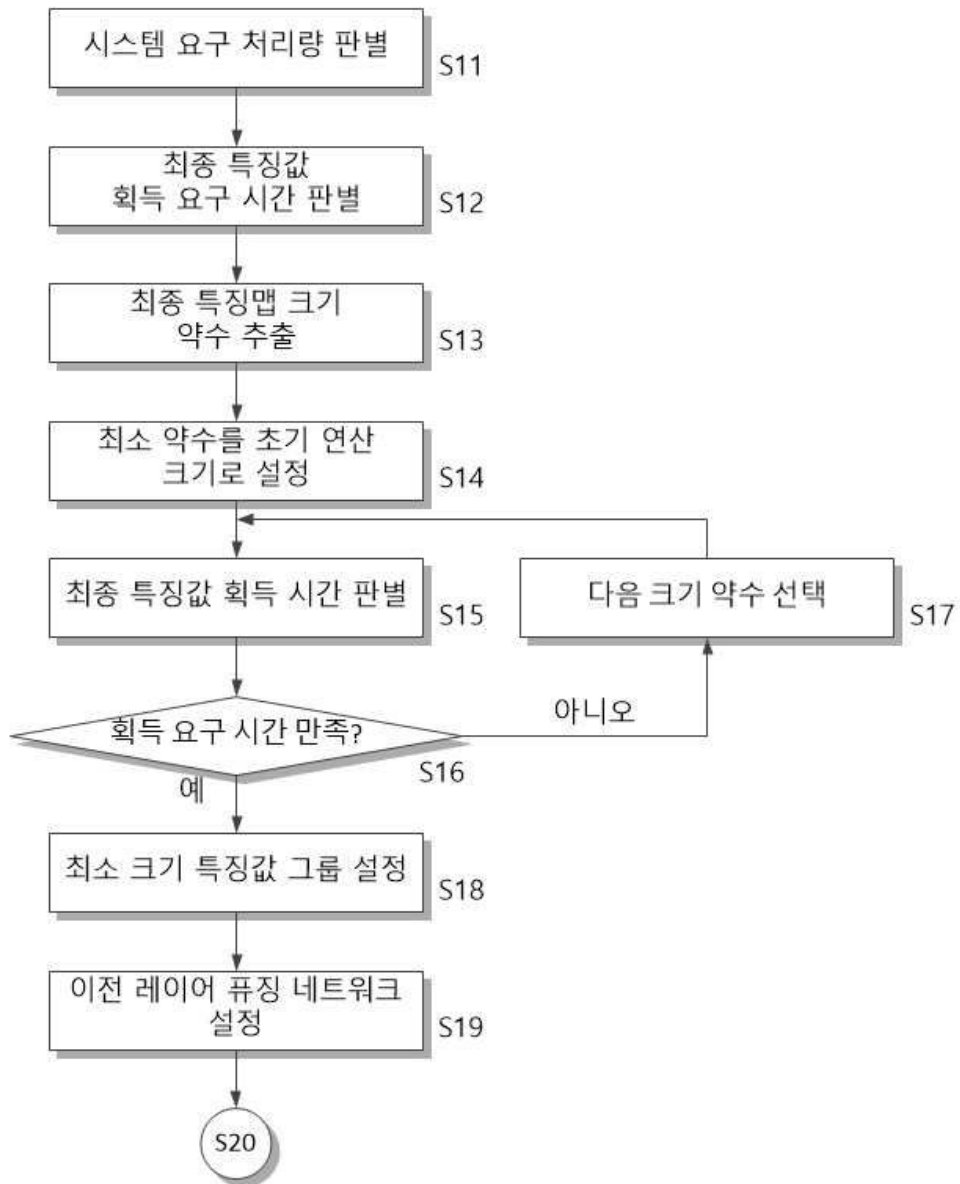 시스템 요구 처리량 판별
S11
최종 특징값
획득 요구 시간 판별
S12
최종 특징맵 크기
약수 추출
S13
최소 약수를 초기 연산
크기로 설정
S14
최종 특징값 획득 시간 판별
S15
다음 크기 약수 선택
S17
획득 요구 시간 만족?
아니오
S16
예
최소 크기 특징값 그룹 설정
S18
이전 레이어 퓨징 네트워크
설정
S19
S20